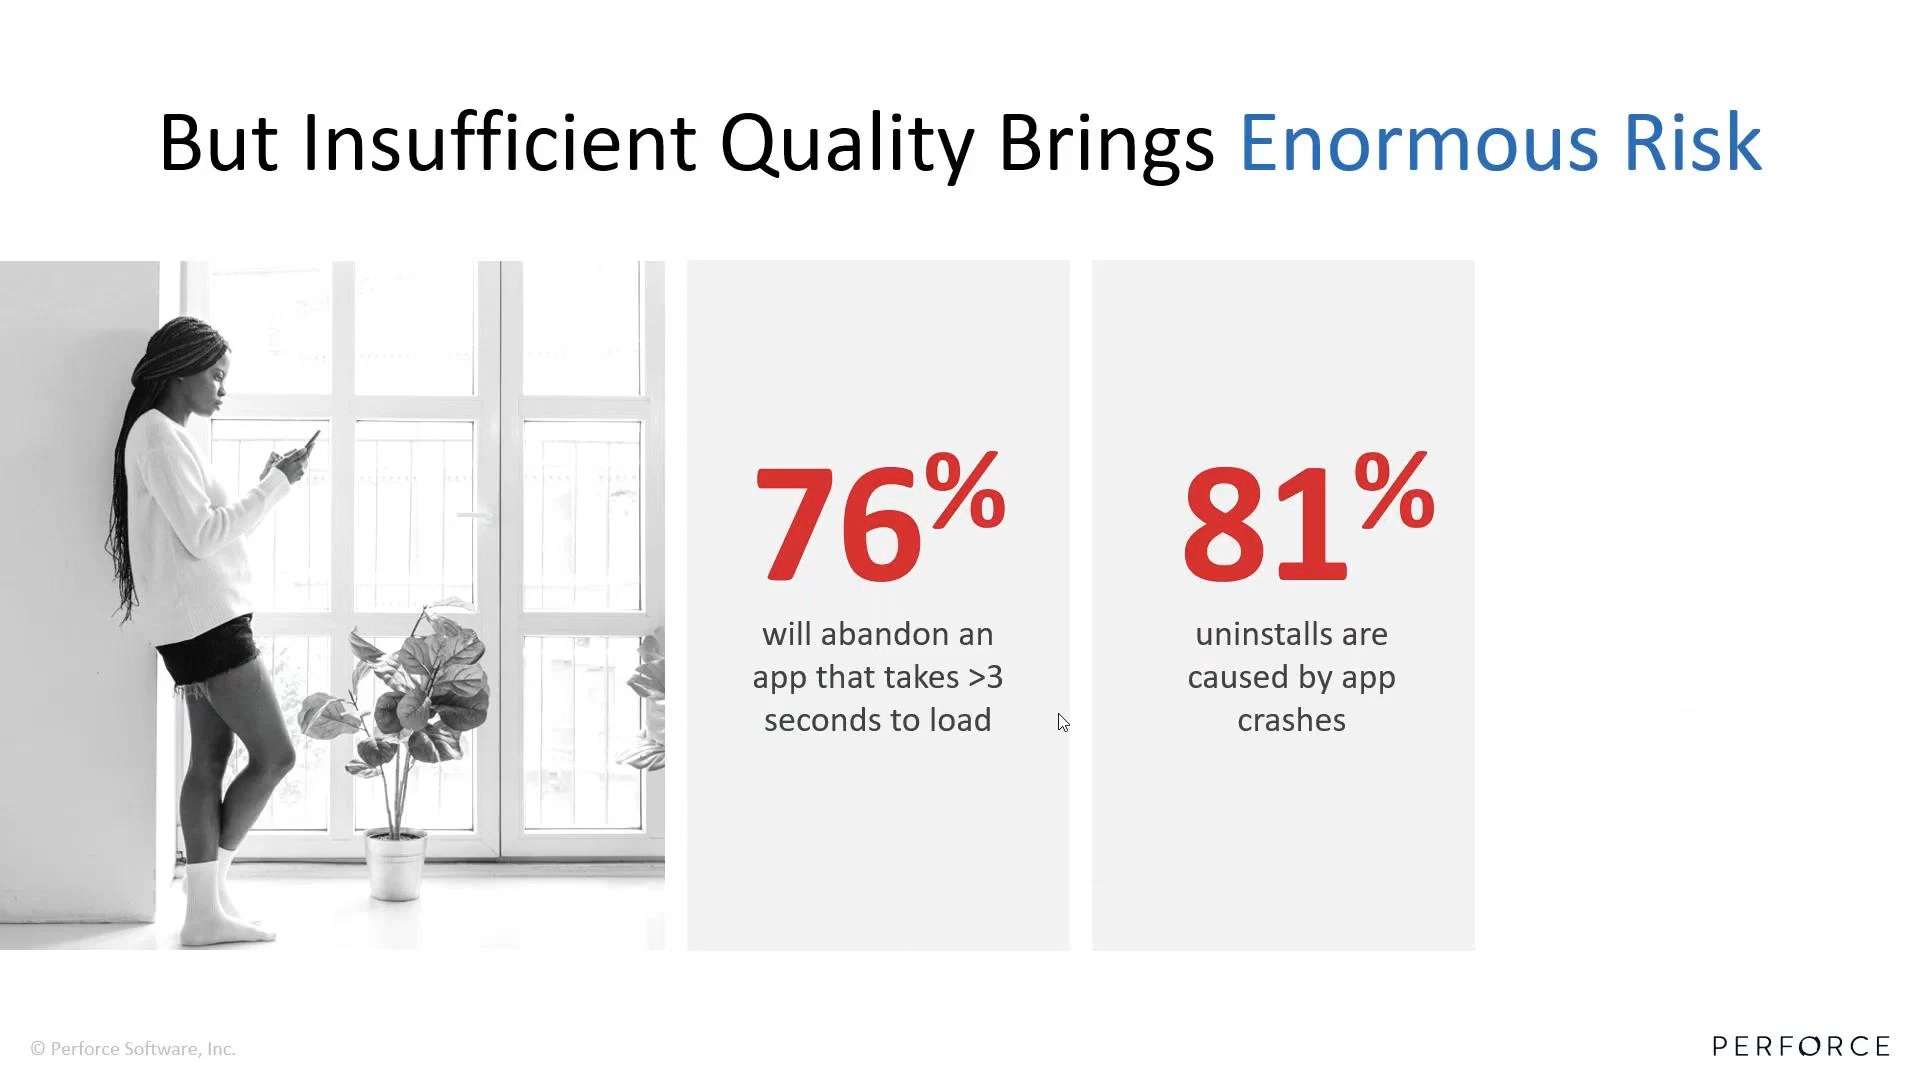 But Insufficient Quality Brings Enormous Risk
76%
will abandon an
app that takes >3
seconds to load
81%
uninstalls are
caused by app
crashes
© Perforce Software, Inc.
PERFORCE